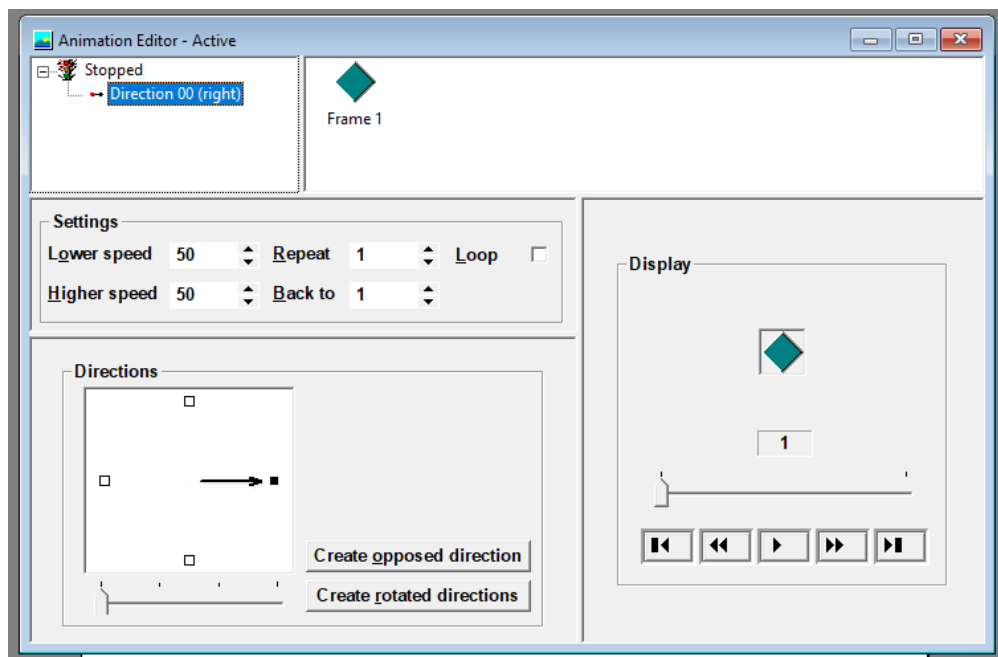 Animation Editor - Active
Stopped
Direction 00 (right)
Frame 1
Settings
Lower speed 50 Repeat 1 Loop
Higher speed 50 Back to 1
Directions
Create opposed direction
Create rotated directions
Display
1